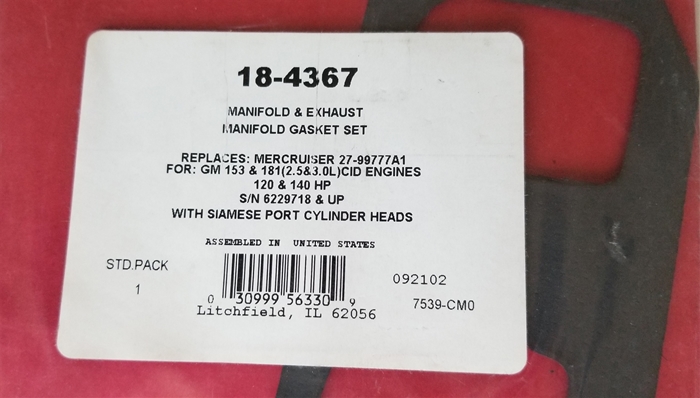 18-4367
MANIFOLD & EXHAUST
MANIFOLD GASKET SET
REPLACES: MERCRUISER 27-99777A1
FOR: GM 153 & 181(2.5&3.0L)CID ENGINES
120 & 140 HP
S/N 6229718 & UP
WITH SIAMESE PORT CYLINDER HEADS
ASSEMBLED IN UNITED STATES
STD.PACK
1
0 30999 56330 9
Litchfield, IL 62056
092102
7539-CM0